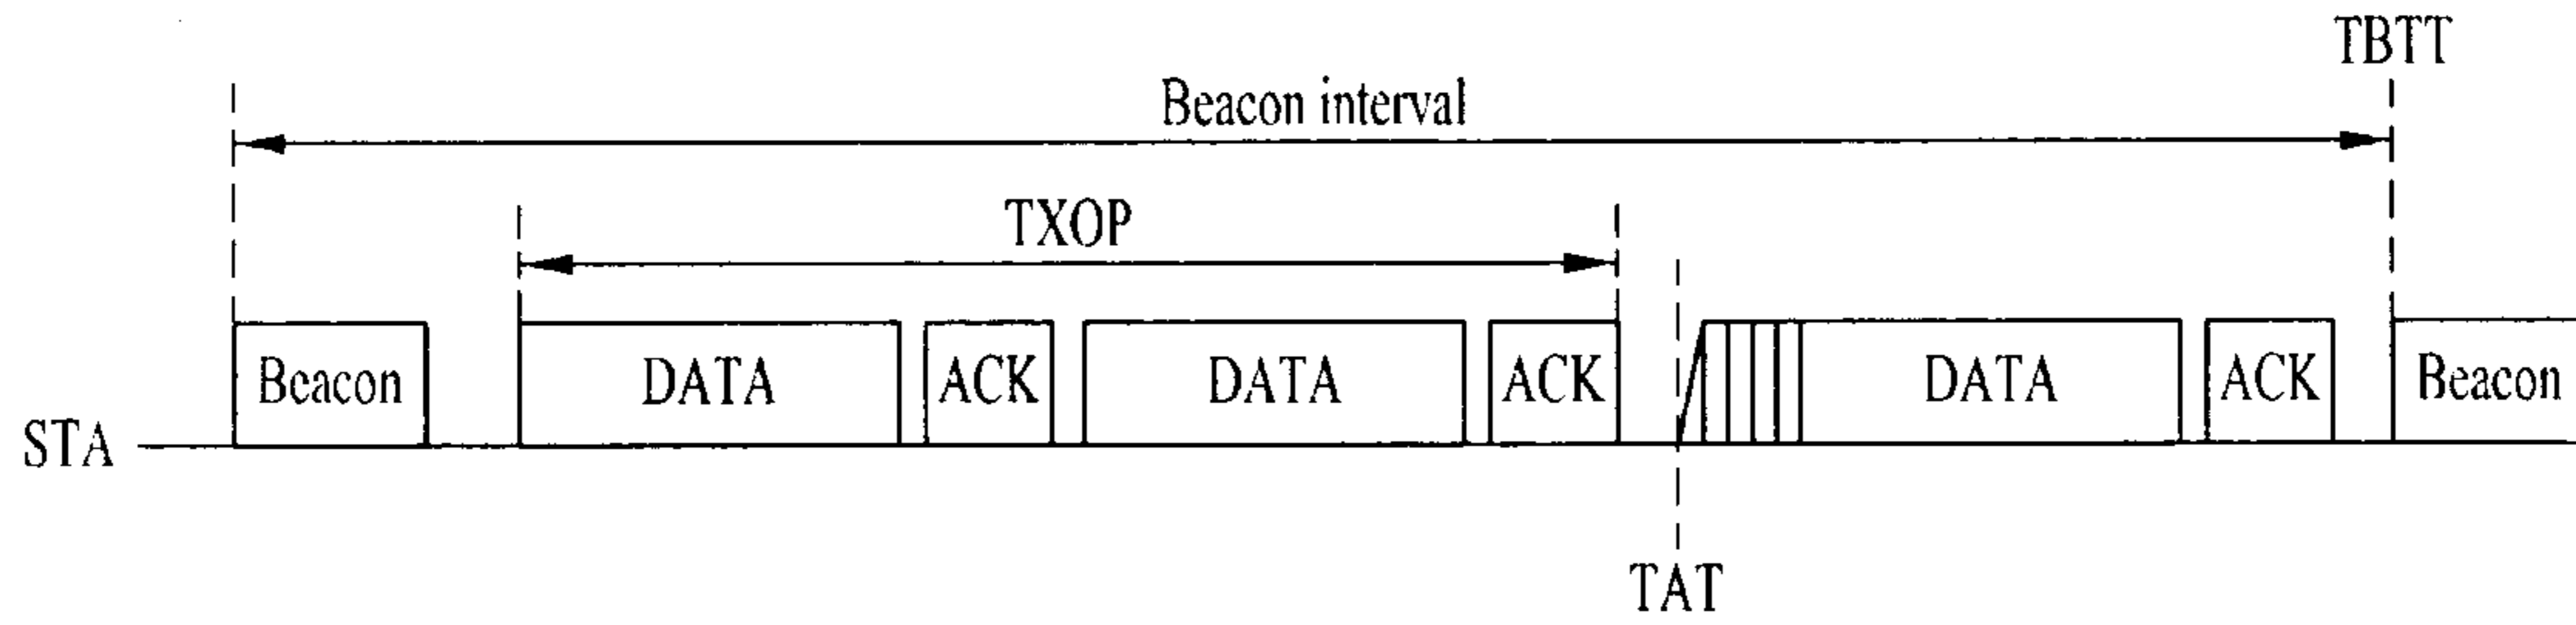 TBTT
Beacon interval
TXOP
Beacon DATA ACK DATA ACK DATA ACK Beacon
STA
TAT